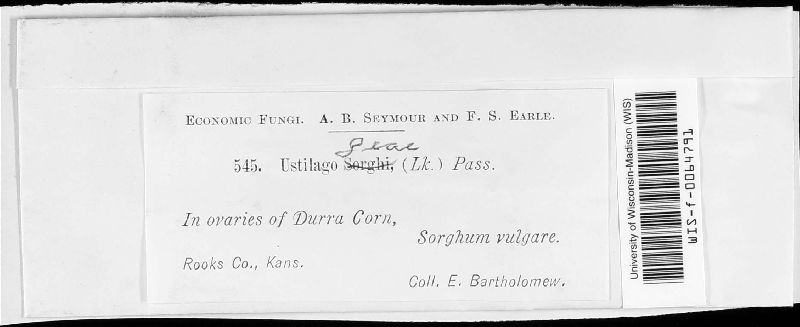 Economic Fungi. A. B. Seymour and F. S. Earle.
Zeae
545. Ustilago Sorghi, (Lk.) Pass.
In ovaries of Durra Corn,
Sorghum vulgare.
Rooks Co., Kans.
Coll. E. Bartholomew.
University of Wisconsin-Madison (WIS)
WIS-f-0064791